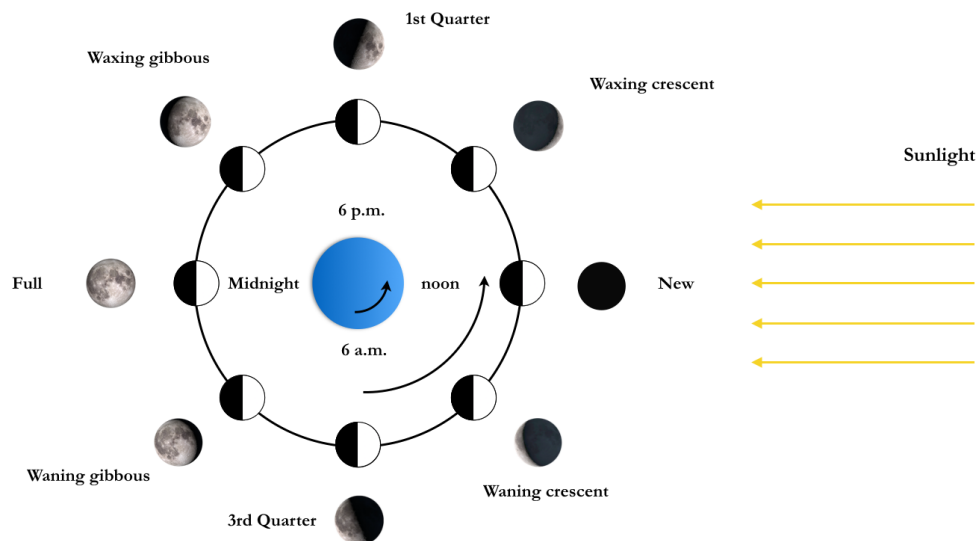 1st Quarter
Waxing gibbous
Waxing crescent
Sunlight
6 p.m.
Full
Midnight
noon
New
6 a.m.
Waning gibbous
Waning crescent
3rd Quarter